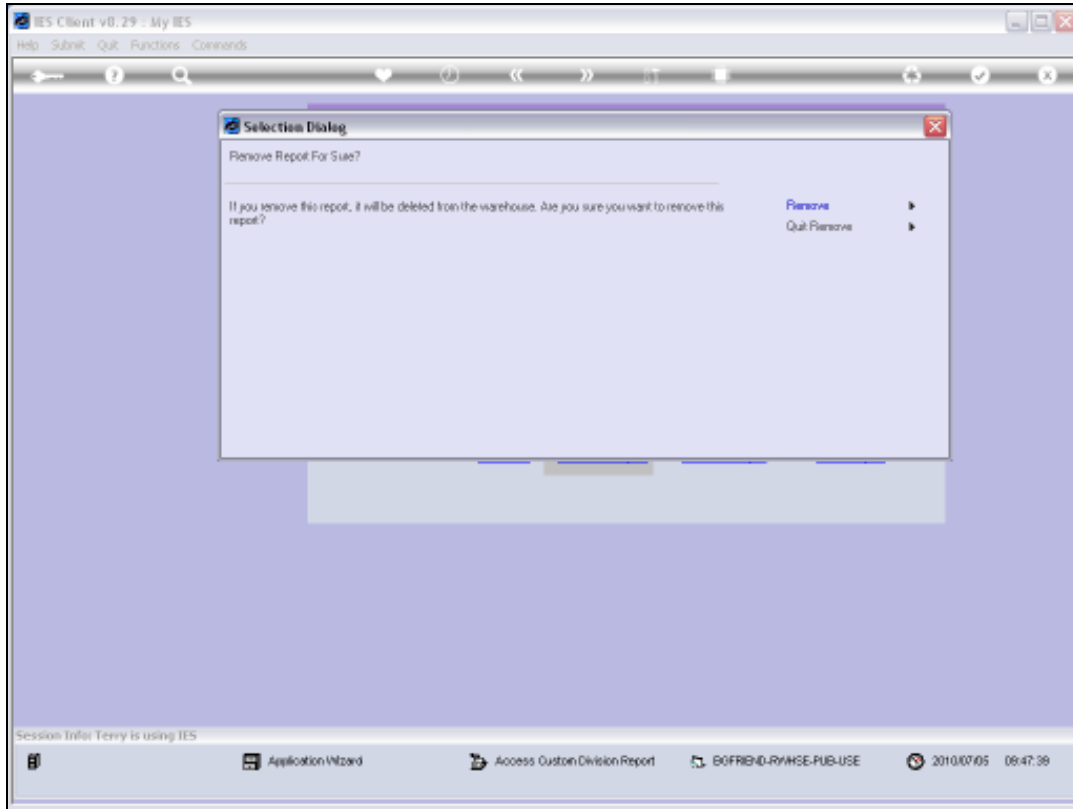 IES Client v8.29 : My IES
Help Submit Quit Functions Commands
Selection Dialog
Remove Report For Sure?
If you remove this report, it will be deleted from the warehouse. Are you sure you want to remove this
report?
Remove
Quit Remove
Session Info: Terry is using IES
Application Wizard
Access Custom Division Report
BGFRIEND-RWHSE-PUB-USE
2010/07/05 09:47:39